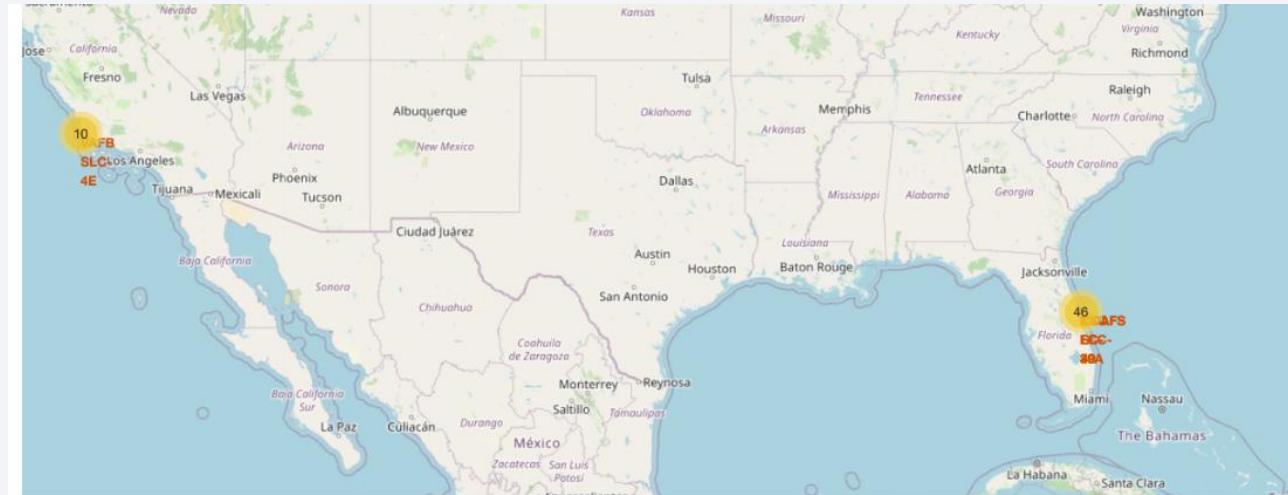 Nevada
Kansas
Missouri
Washington
Jose
California
Kentucky
Virginia
Richmond
Fresno
Las Vegas
Tulsa
Raleigh
Albuquerque
Oklahoma
Memphis
Tennessee
Charlotte
North Carolina
10
VAFB
SLC-
4E
Los Angeles
Arizona
New Mexico
Arkansas
Atlanta
South Carolina
Phoenix
Dallas
Tijuana
Mexicali
Tucson
Mississippi
Alabama
Georgia
Ciudad Juárez
Texas
Louisiana
Austin
Houston
Baton Rouge
Jacksonville
Baja California
Sonora
San Antonio
Chihuahua
46
Florida
Coahuila
de Zaragoza
Monterrey
Reynosa
Miami
Nassau
Baja California
Sur
Saltillo
Tamaulipas
La Paz
Culiacán
Durango
México
The Bahamas
Zacatecas
San Luis
Potosí
La Habana
Santa Clara